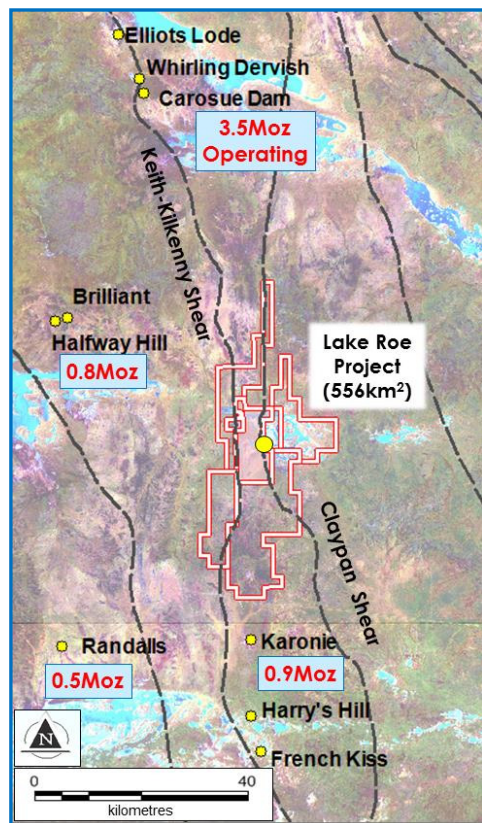 Elliots Lode
Whirling Dervish
Carosue Dam
3.5Moz
Operating
Keith-Kilkenny Shear
Brilliant
Halfway Hill
0.8Moz
Lake Roe
Project
(556km²)
Claypan Shear
Randalls
0.5Moz
Karonie
0.9Moz
Harry's Hill
French Kiss
N
0 40
kilometres